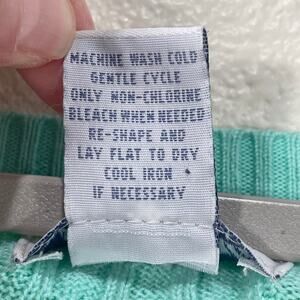 MACHINE WASH COLD
GENTLE CYCLE
ONLY NON-CHLORINE
BLEACH WHEN NEEDED
RE-SHAPE AND
LAY FLAT TO DRY
COOL IRON
IF NECESSARY